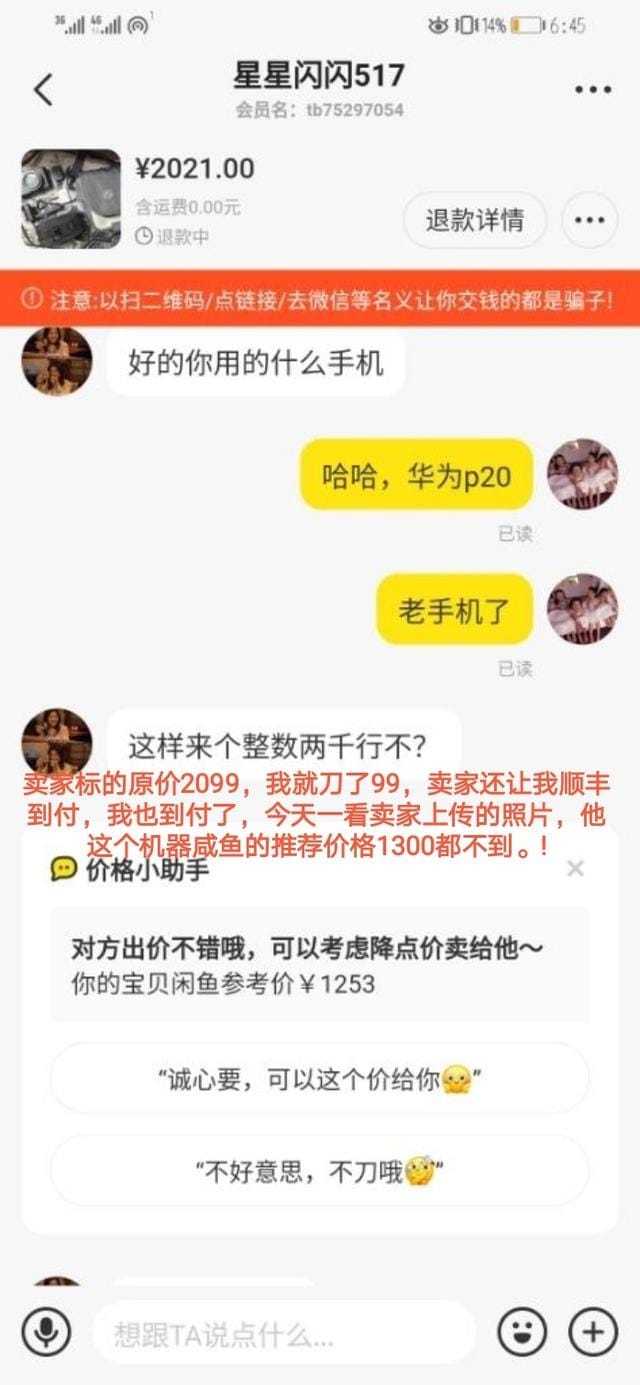 3G 4G 1 14% 6:45
星星闪闪517
会员名：tb75297054
¥2021.00
含运费0.00元
退款中
退款详情
注意:以扫二维码/点链接/去微信等名义让你交钱的都是骗子!
好的你用的什么手机
哈哈，华为p20
已读
老手机了
已读
这样来个整数两千行不？
卖家标的原价2099，我就刀了99，卖家还让我顺丰
到付，我也到付了，今天一看卖家上传的照片，他
这个机器咸鱼的推荐价格1300都不到。!
价格小助手
对方出价不错哦，可以考虑降点价卖给他～
你的宝贝闲鱼参考价￥1253
“诚心要，可以这个价给你🤗”
“不好意思，不刀哦🤔”
想跟TA说点什么...